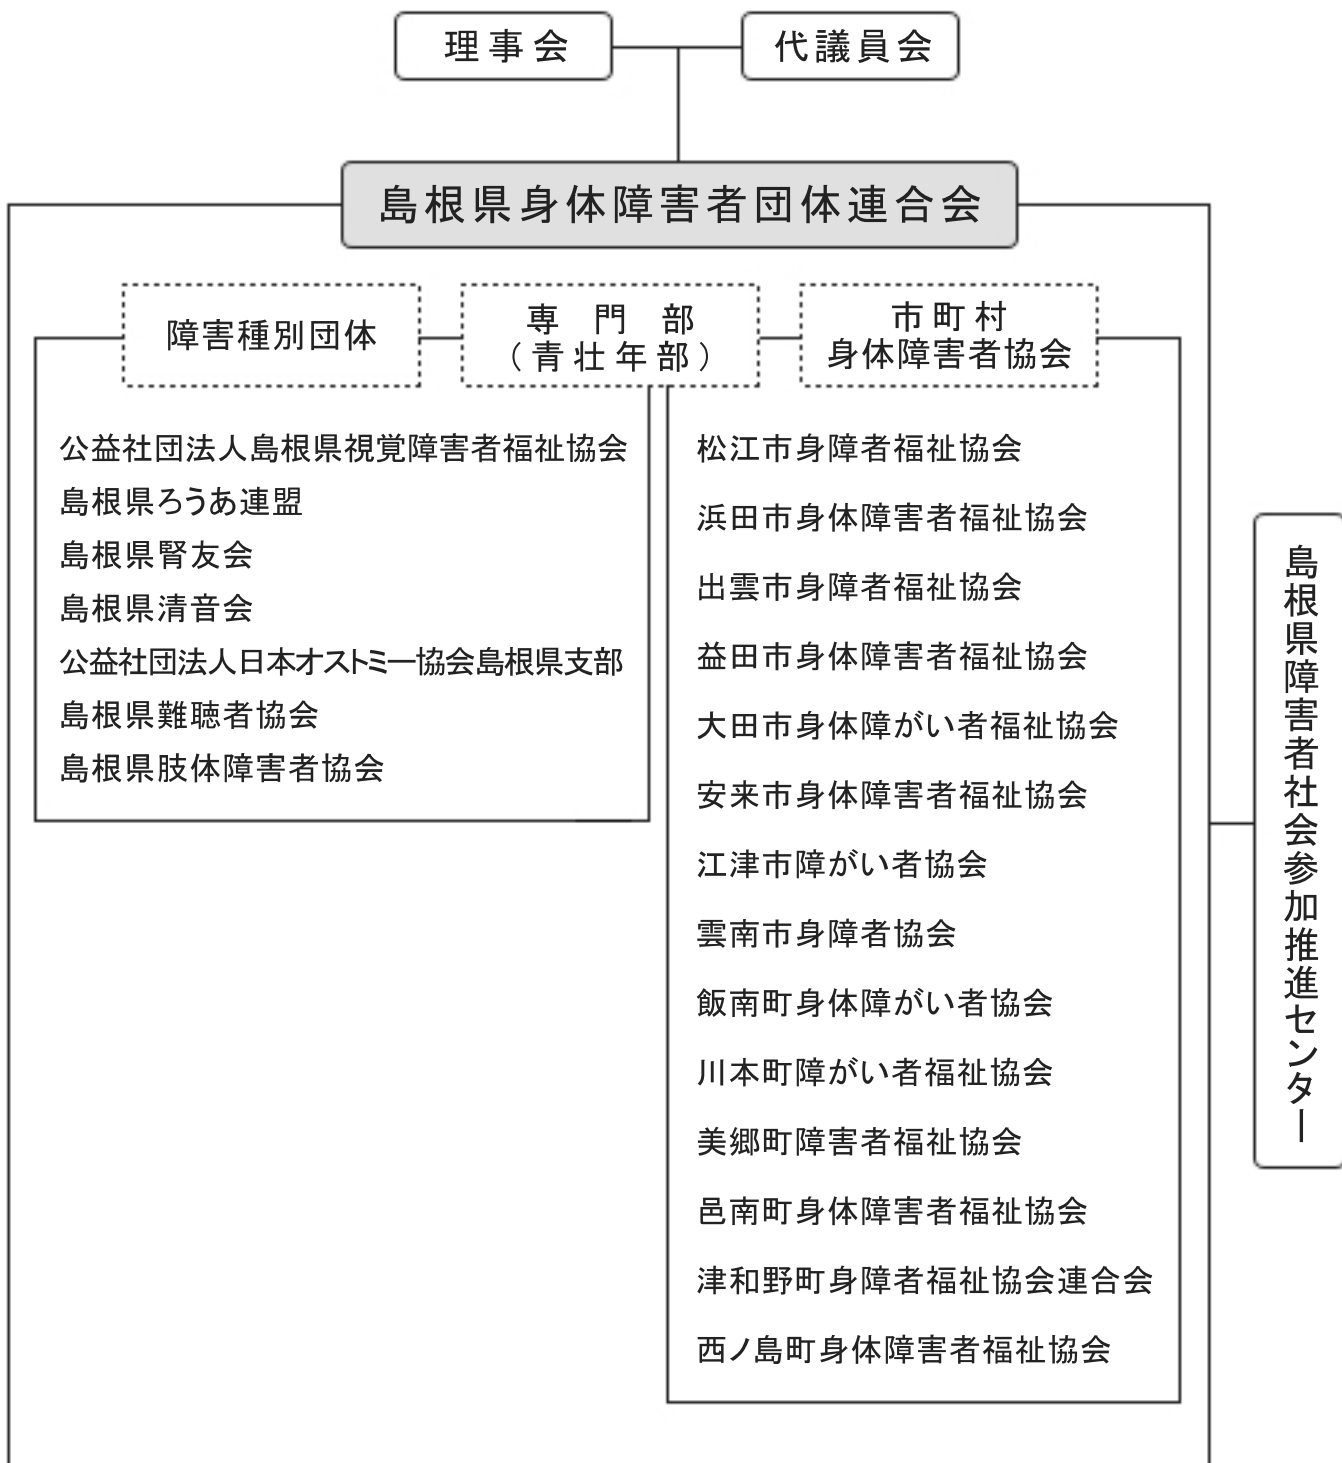 理事会
代議員会
島根県身体障害者団体連合会
障害種別団体
専門部
（青壮年部）
市町村
身体障害者協会
公益社団法人島根県視覚障害者福祉協会
島根県ろうあ連盟
島根県腎友会
島根県清音会
公益社団法人日本オストミー協会島根県支部
島根県難聴者協会
島根県肢体障害者協会
松江市身障者福祉協会
浜田市身体障害者福祉協会
出雲市身障者福祉協会
益田市身体障害者福祉協会
大田市身体障がい者福祉協会
安来市身体障害者福祉協会
江津市障がい者協会
雲南市身障者協会
飯南町身体障がい者協会
川本町障がい者福祉協会
美郷町障害者福祉協会
邑南町身体障害者福祉協会
津和野町身障者福祉協会連合会
西ノ島町身体障害者福祉協会
島根県障害者社会参加推進センター